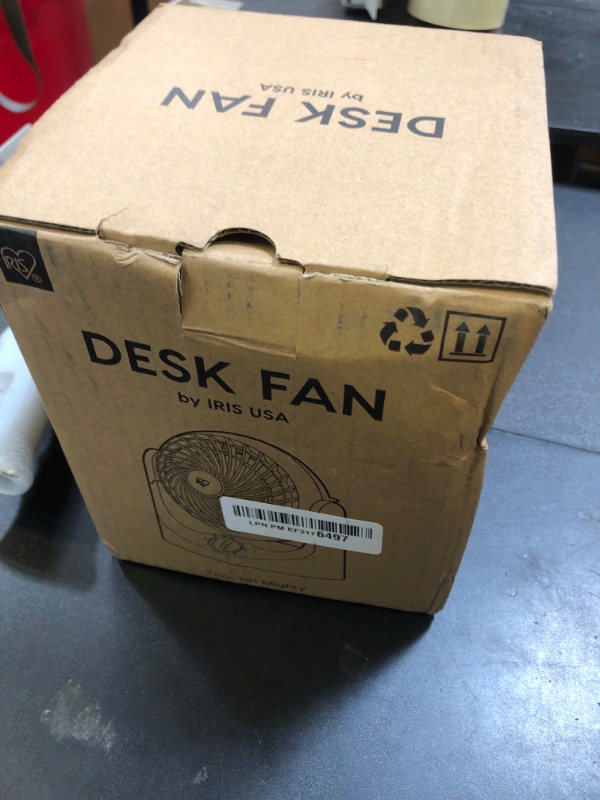 DESK FAN
by IRIS USA
IRIS®
DESK FAN
by IRIS USA
LPN PM EF2176497
Tiny, yet Mighty